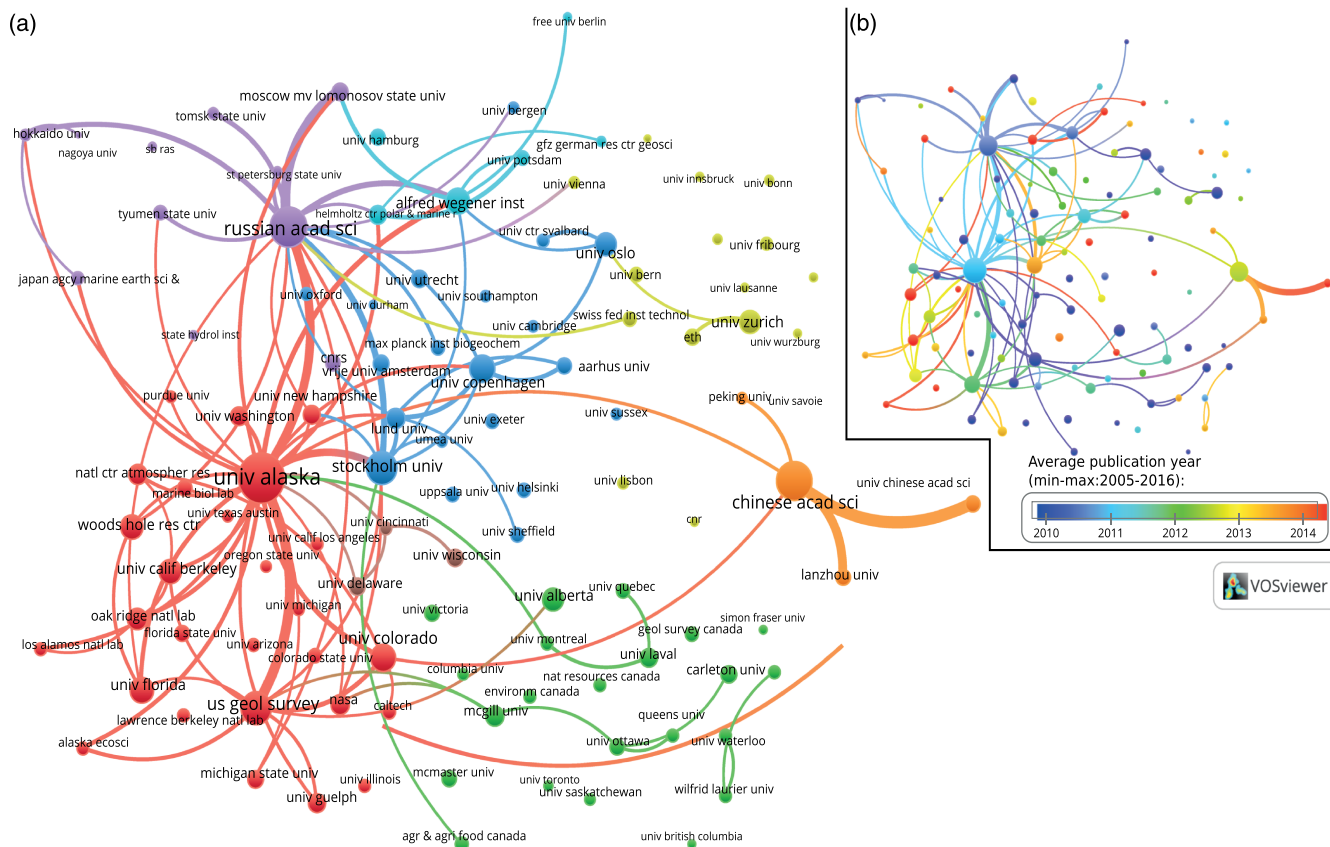 (a)
(b)
free univ berlin
moscow mv lomonosov state univ
tomsk state univ
univ bergen
hokkaido univ
univ hamburg
gfz german res ctr geosci
nagoya univ
sb ras
univ potsdam
st petersburg state univ
univ vienna
univ innsbruck
univ bonn
alfred wegener inst
tyumen state univ
helmholtz ctr polar & marine r
russian acad sci
univ ctr svalbard
univ oslo
univ fribourg
japan agcy marine earth sci &
univ utrecht
univ bern
univ lausanne
univ oxford
univ durham
univ southampton
swiss fed inst technol
univ zurich
state hydrol inst
univ cambridge
eth
univ wurzburg
max planck inst biogeochem
cnrs
vrije univ amsterdam
univ copenhagen
aarhus univ
purdue univ
univ new hampshire
peking univ
univ savoie
univ washington
lund univ
univ exeter
univ sussex
umea univ
stockholm univ
natl ctr atmospher res
univ alaska
marine biol lab
uppsala univ
univ helsinki
univ lisbon
chinese acad sci
univ chinese acad sci
univ texas austin
woods hole res ctr
univ cincinnati
cnr
univ calif los angeles
univ sheffield
oregon state univ
univ wisconsin
univ calif berkeley
univ delaware
lanzhou univ
univ michigan
univ victoria
univ alberta
univ quebec
oak ridge natl lab
florida state univ
simon fraser univ
geol survey canada
los alamos natl lab
univ arizona
univ colorado
univ montreal
colorado state univ
univ laval
columbia univ
nat resources canada
carleton univ
univ florida
environm canada
us geol survey
nasa
caltech
mcgill univ
queens univ
lawrence berkeley natl lab
alaska ecosci
univ ottawa
univ waterloo
michigan state univ
univ illinois
mcmaster univ
univ toronto
univ saskatchewan
wilfrid laurier univ
univ guelph
agr & agri food canada
univ british columbia
Average publication year
(min-max:2005-2016):
2010 2011 2012 2013 2014
VOSviewer